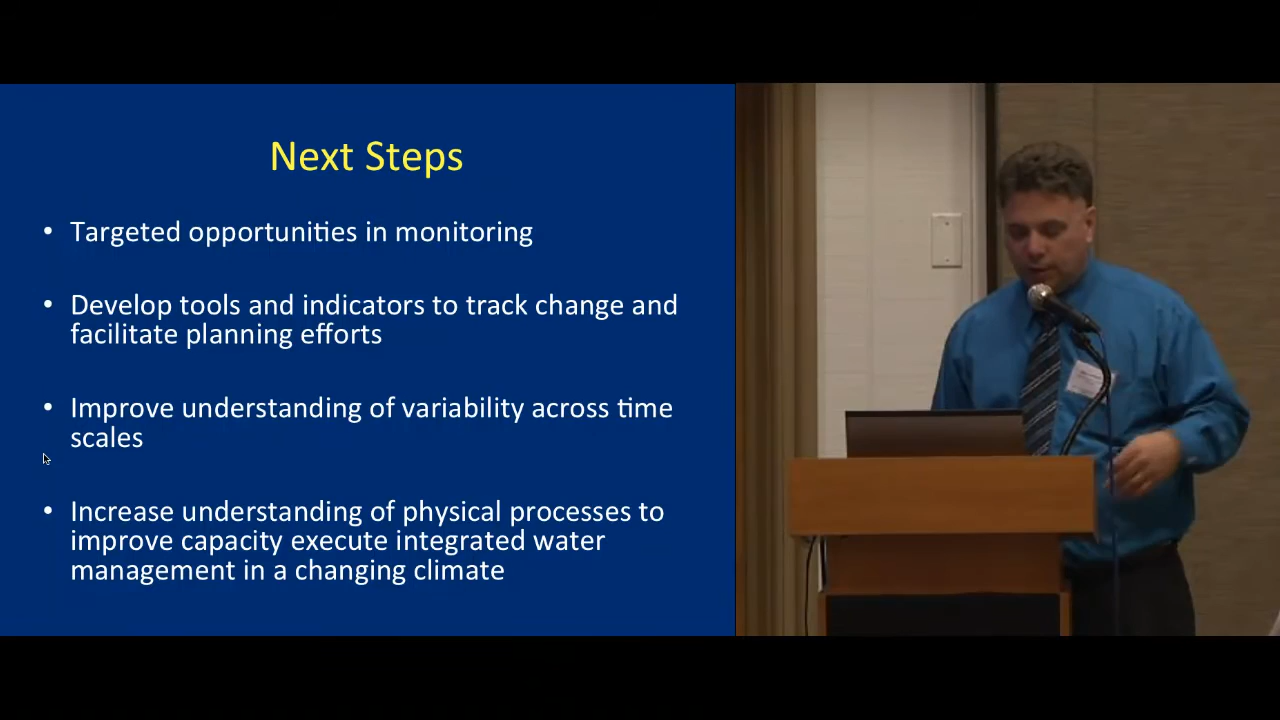 Next Steps
• Targeted opportunities in monitoring
• Develop tools and indicators to track change and
facilitate planning efforts
• Improve understanding of variability across time
scales
• Increase understanding of physical processes to
improve capacity execute integrated water
management in a changing climate